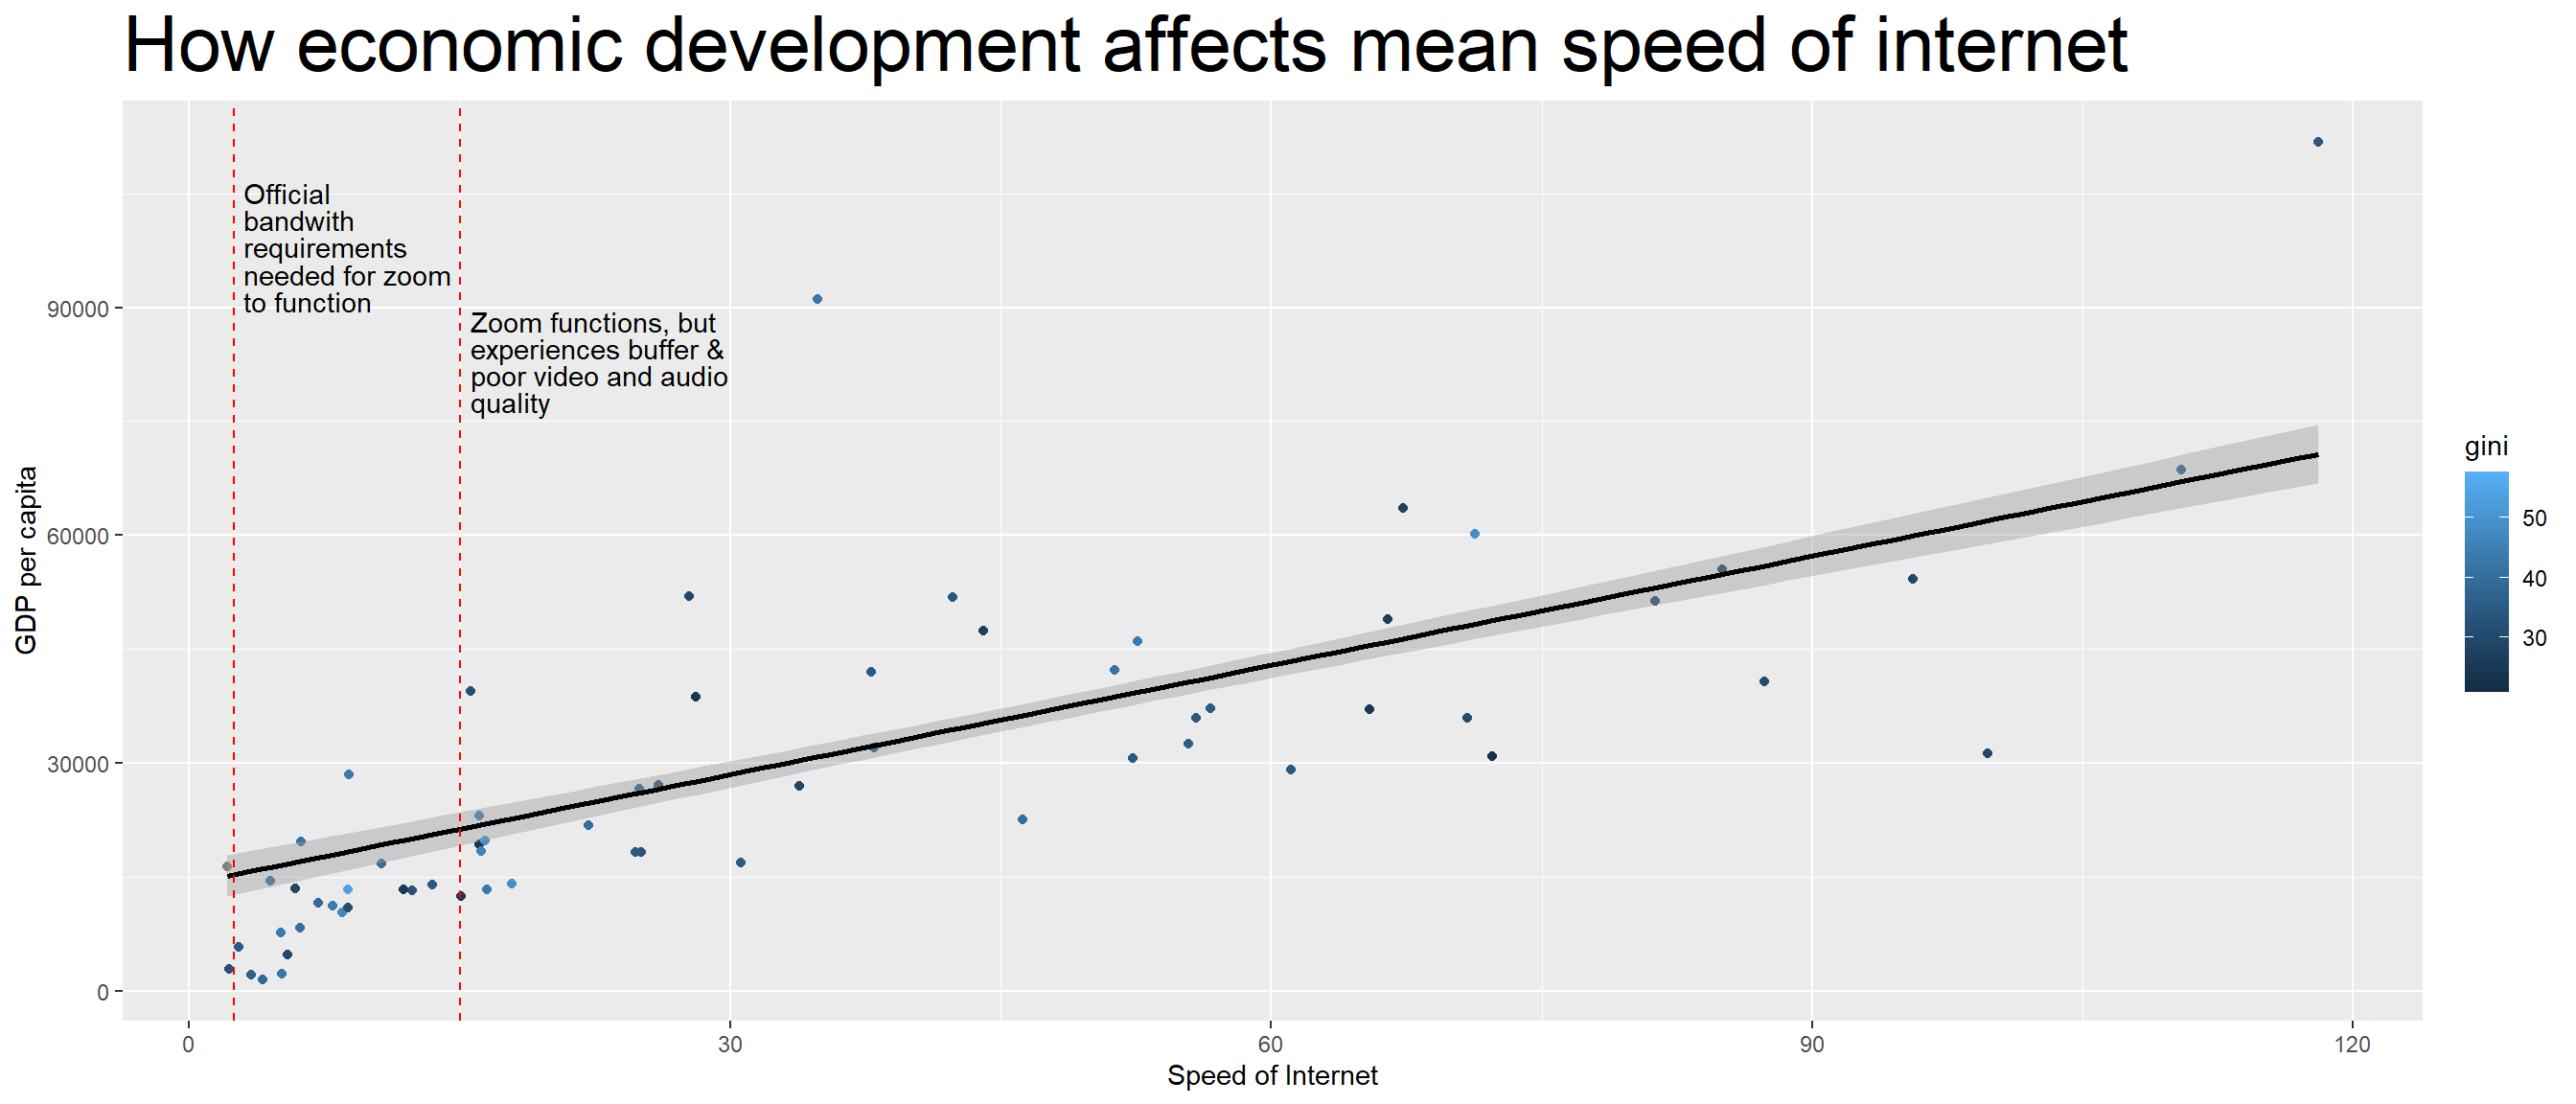 How economic development affects mean speed of internet
Official
bandwith
requirements
needed for zoom
to function
Zoom functions, but
experiences buffer &
poor video and audio
quality
GDP per capita
90000
60000
30000
0
0 30 60 90 120
Speed of Internet
gini
50
40
30